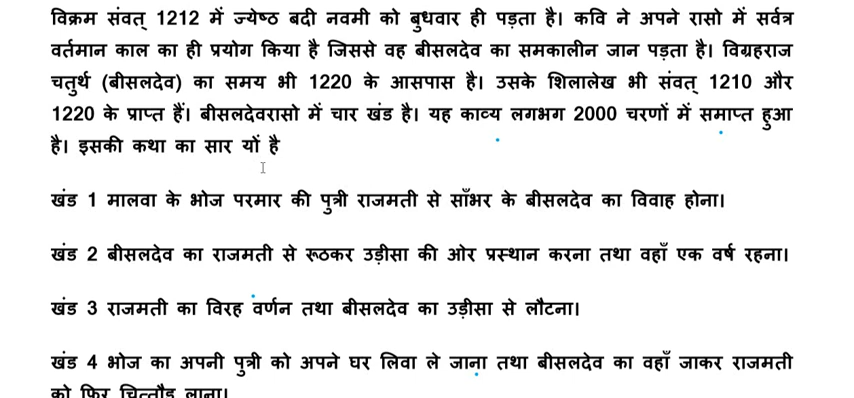 विक्रम संवत् 1212 में ज्येष्ठ बदी नवमी को बुधवार ही पड़ता है। कवि ने अपने रासो में सर्वत्र
वर्तमान काल का ही प्रयोग किया है जिससे वह बीसलदेव का समकालीन जान पड़ता है। विग्रहराज
चतुर्थ (बीसलदेव) का समय भी 1220 के आसपास है। उसके शिलालेख भी संवत् 1210 और
1220 के प्राप्त हैं। बीसलदेवरासो में चार खंड है। यह काव्य लगभग 2000 चरणों में समाप्त हुआ
है। इसकी कथा का सार यों है
खंड 1 मालवा के भोज परमार की पुत्री राजमती से साँभर के बीसलदेव का विवाह होना।
खंड 2 बीसलदेव का राजमती से रूठकर उड़ीसा की ओर प्रस्थान करना तथा वहाँ एक वर्ष रहना।
खंड 3 राजमती का विरह वर्णन तथा बीसलदेव का उड़ीसा से लौटना।
खंड 4 भोज का अपनी पुत्री को अपने घर लिवा ले जाना तथा बीसलदेव का वहाँ जाकर राजमती
को फिर चित्तौड़ लाना।